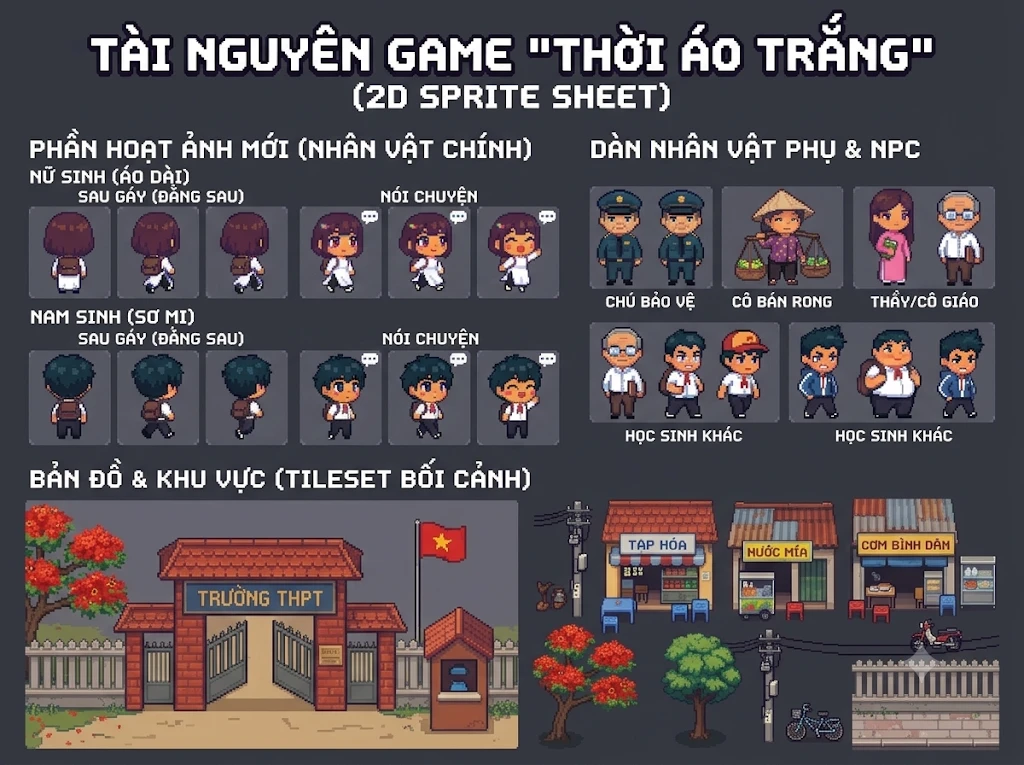 TÀI NGUYÊN GAME "THỜI ÁO TRẮNG"
(2D SPRITE SHEET)
PHẦN HOẠT ẢNH MỚI (NHÂN VẬT CHÍNH)
NỮ SINH (ÁO DÀI)
SAU GÁY (ĐẰNG SAU)
NÓI CHUYỆN
NAM SINH (SƠ MI)
SAU GÁY (ĐẰNG SAU)
NÓI CHUYỆN
DÀN NHÂN VẬT PHỤ & NPC
CHÚ BẢO VỆ
CÔ BÁN RONG
THẦY/CÔ GIÁO
HỌC SINH KHÁC
HỌC SINH KHÁC
BẢN ĐỒ & KHU VỰC (TILESET BỐI CẢNH)
TRƯỜNG THPT
TẠP HÓA
NƯỚC MÍA
CƠM BÌNH DÂN